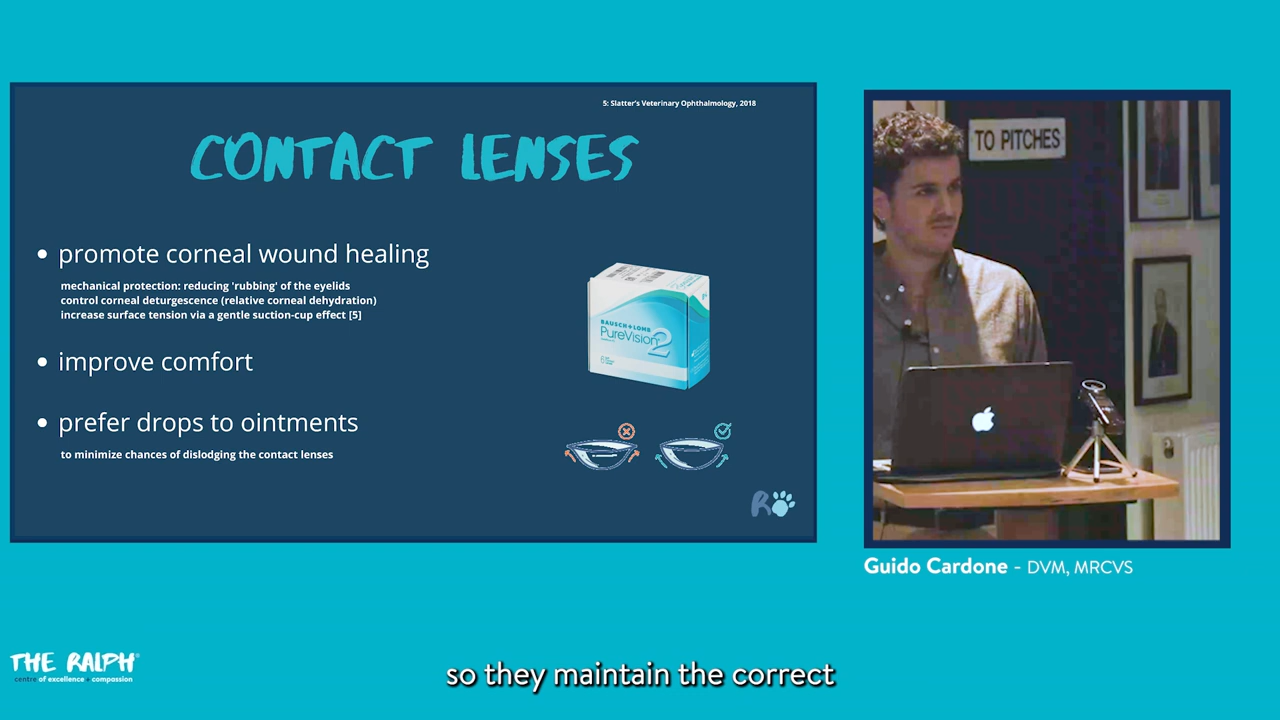 5: Slatter's Veterinary Ophthalmology, 2018
CONTACT LENSES
promote corneal wound healing
mechanical protection: reducing 'rubbing' of the eyelids
control corneal deturgescence (relative corneal dehydration)
increase surface tension via a gentle suction-cup effect [5]
improve comfort
prefer drops to ointments
to minimize chances of dislodging the contact lenses
BAUSCH + LOMB
PureVision
2
R
TO PITCHES
Guido Cardone - DVM, MRCVS
THE RALPH®
centre of excellence + compassion
so they maintain the correct